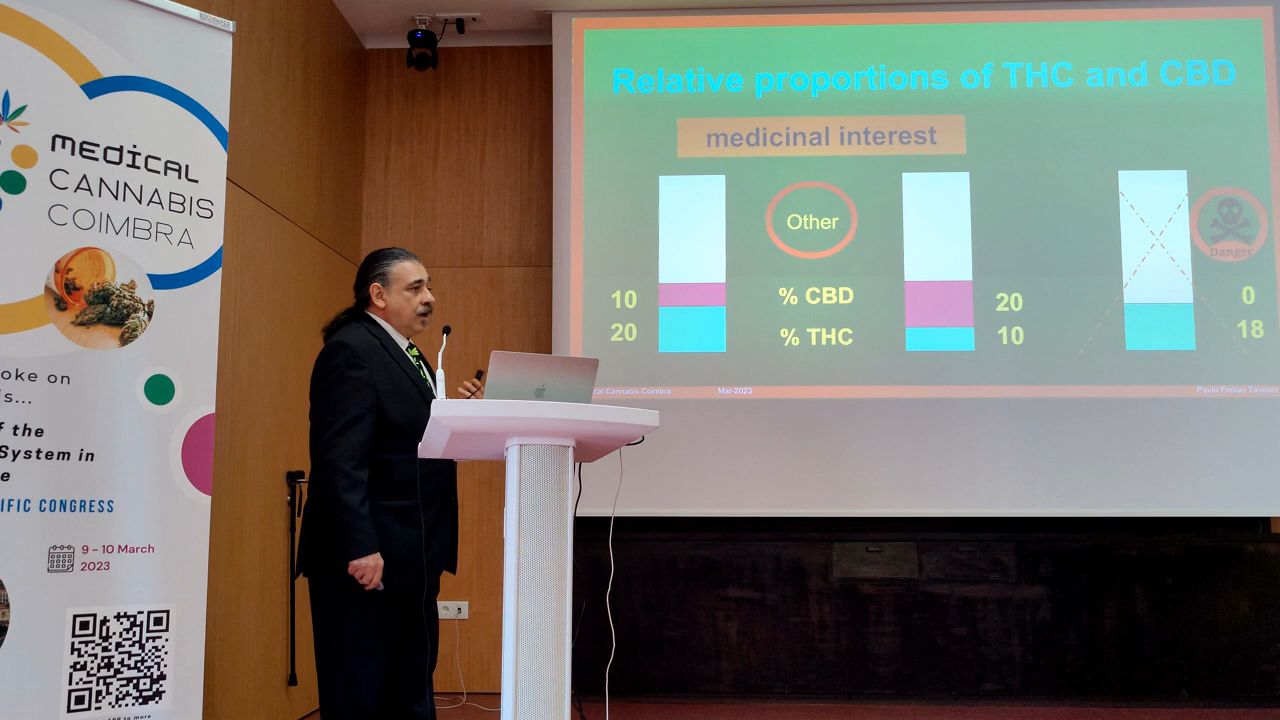 MEDICAL
CANNABIS
COIMBRA
oke on
is...
f the
System in
e
IFIC CONGRESS
9 - 10 March
2023
Relative proportions of THC and CBD
medicinal interest
Other
Danger
10
% CBD
20
0
20
% THC
10
18
cal Cannabis Coimbra
Mar-2023
Paulo Freitas Tavares